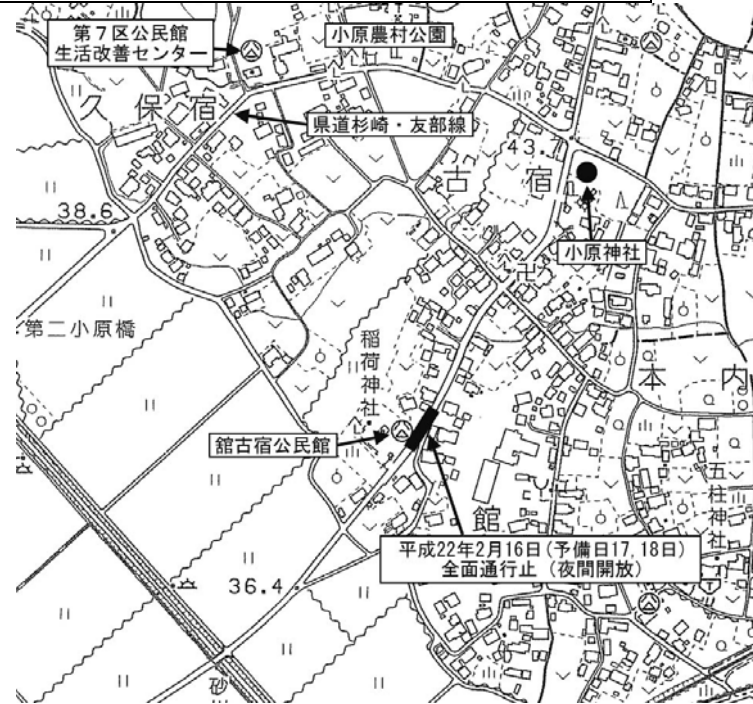 第７区公民館
生活改善センター
小原農村公園
久保宿
県道杉崎・友部線
43.7
古宿
38.6
小原神社
第二小原橋
稲荷神社
本内
舘古宿公民館
館
五柱神社
平成22年2月16日(予備日17,18日)
全面通行止（夜間開放）
36.4
砂川